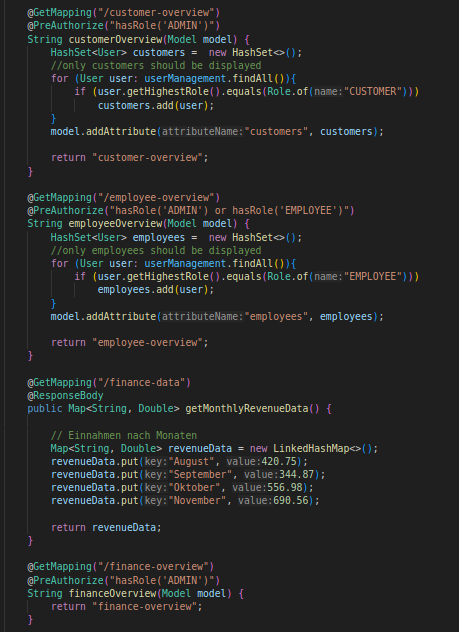 @GetMapping("/customer-overview")
@PreAuthorize("hasRole('ADMIN')")
String customerOverview(Model model) {
    HashSet<User> customers =  new HashSet<>();
    //only customers should be displayed
    for (User user: userManagement.findAll()){
        if (user.getHighestRole().equals(Role.of(name:"CUSTOMER")))
            customers.add(user);
    }
    model.addAttribute(attributeName:"customers", customers);

    return "customer-overview";
}

@GetMapping("/employee-overview")
@PreAuthorize("hasRole('ADMIN') or hasRole('EMPLOYEE')")
String employeeOverview(Model model) {
    HashSet<User> employees =  new HashSet<>();
    //only employees should be displayed
    for (User user: userManagement.findAll()){
        if (user.getHighestRole().equals(Role.of(name:"EMPLOYEE")))
            employees.add(user);
    }
    model.addAttribute(attributeName:"employees", employees);

    return "employee-overview";
}

@GetMapping("/finance-data")
@ResponseBody
public Map<String, Double> getMonthlyRevenueData() {

    // Einnahmen nach Monaten
    Map<String, Double> revenueData = new LinkedHashMap<>();
    revenueData.put(key:"August", value:420.75);
    revenueData.put(key:"September", value:344.87);
    revenueData.put(key:"Oktober", value:556.98);
    revenueData.put(key:"November", value:690.56);

    return revenueData;
}

@GetMapping("/finance-overview")
@PreAuthorize("hasRole('ADMIN')")
String financeOverview(Model model) {
    return "finance-overview";
}